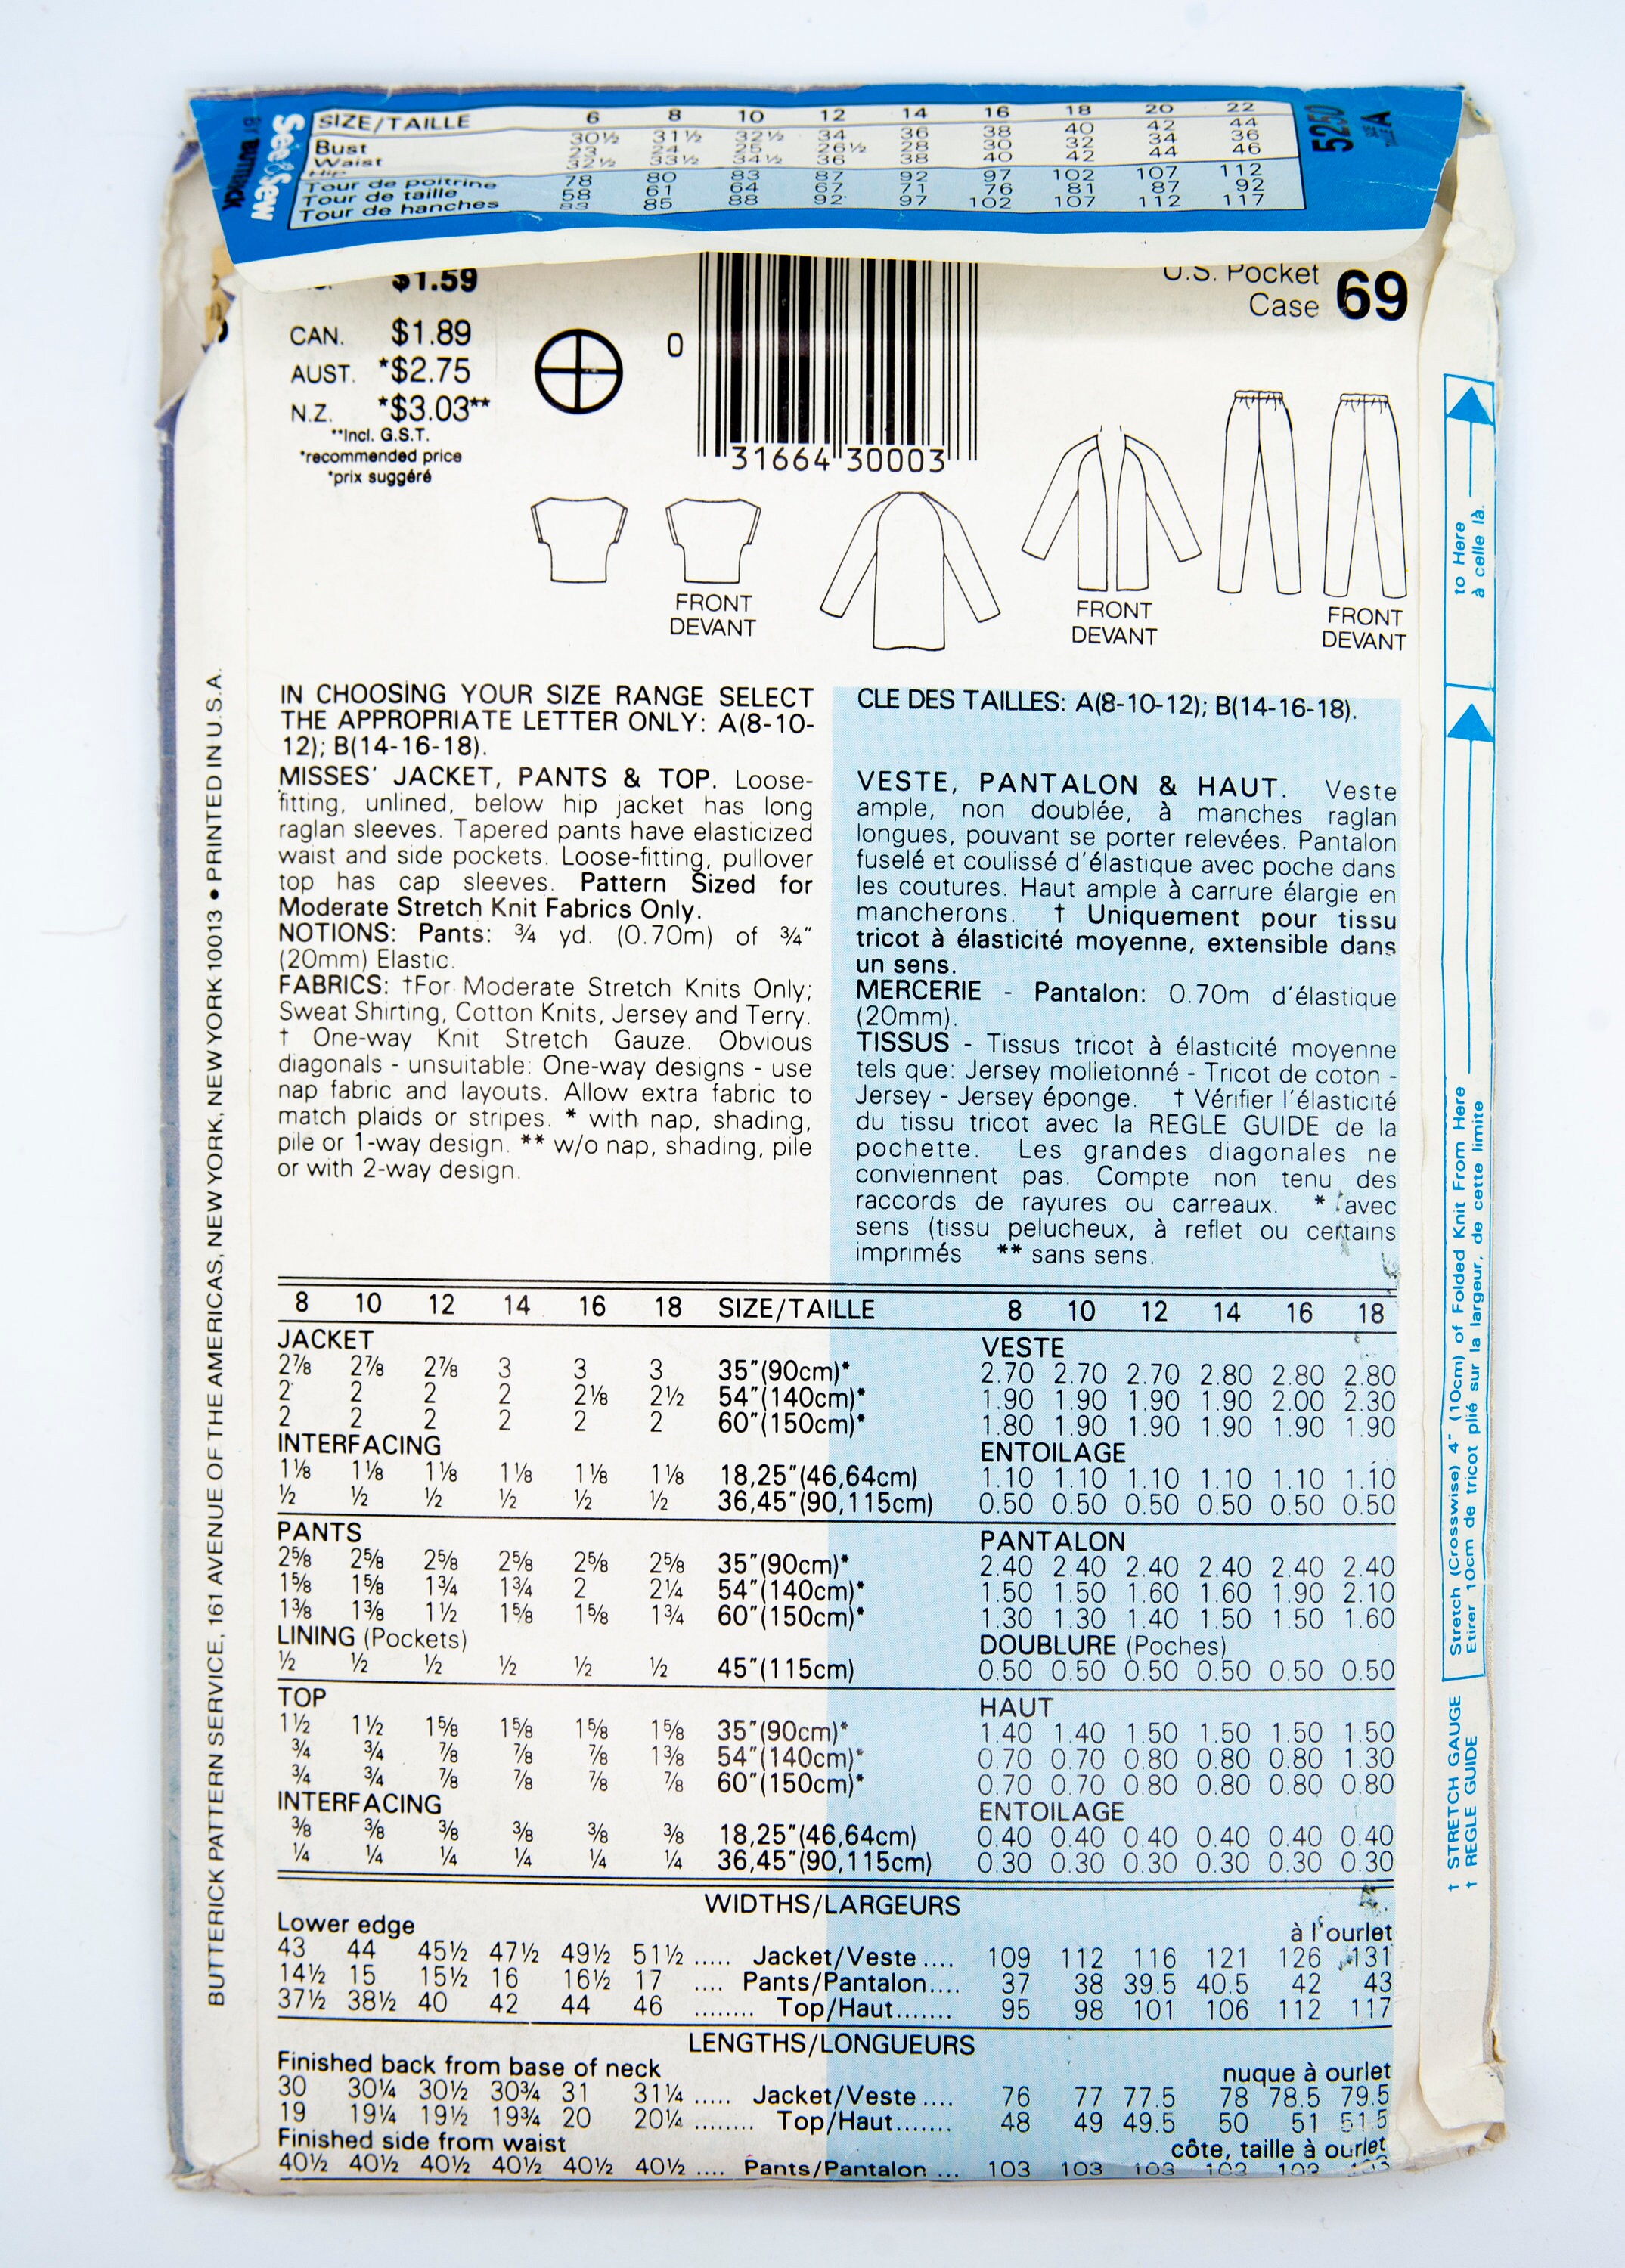 See&Sew
BY BUTTERICK
SIZE/TAILLE 6 8 10 12 14 16 18 20 22
Bust 30½ 31½ 32½ 34 36 38 40 42 44
Waist 23 24 25 26½ 28 30 32 34 36
Hip 32½ 33½ 34½ 36 38 40 42 44 46
Tour de poitrine 78 80 83 87 92 97 102 107 112
Tour de taille 58 61 64 67 71 76 81 87 92
Tour de hanches 83 85 88 92 97 102 107 112 117
5250
A
$1.59
CAN. $1.89
AUST. *$2.75
N.Z. *$3.03**
**Incl. G.S.T.
*recommended price
*prix suggéré
0
31664 30003
U.S. Pocket
Case 69
FRONT
DEVANT
FRONT
DEVANT
FRONT
DEVANT
IN CHOOSING YOUR SIZE RANGE SELECT
THE APPROPRIATE LETTER ONLY: A(8-10-
12); B(14-16-18).
MISSES' JACKET, PANTS & TOP. Loose-
fitting, unlined, below hip jacket has long
raglan sleeves. Tapered pants have elasticized
waist and side pockets. Loose-fitting, pullover
top has cap sleeves. Pattern Sized for
Moderate Stretch Knit Fabrics Only.
NOTIONS: Pants: ¾ yd. (0.70m) of ¾"
(20mm) Elastic.
FABRICS: †For Moderate Stretch Knits Only;
Sweat Shirting, Cotton Knits, Jersey and Terry.
† One-way Knit Stretch Gauze. Obvious
diagonals - unsuitable: One-way designs - use
nap fabric and layouts. Allow extra fabric to
match plaids or stripes. * with nap, shading,
pile or 1-way design. ** w/o nap, shading, pile
or with 2-way design.
CLE DES TAILLES: A(8-10-12); B(14-16-18).
VESTE, PANTALON & HAUT. Veste
ample, non doublée, à manches raglan
longues, pouvant se porter relevées. Pantalon
fuselé et coulissé d'élastique avec poche dans
les coutures. Haut ample à carrure élargie en
mancherons. † Uniquement pour tissu
tricot à élasticité moyenne, extensible dans
un sens.
MERCERIE - Pantalon: 0.70m d'élastique
(20mm).
TISSUS - Tissus tricot à élasticité moyenne
tels que: Jersey molletonné - Tricot de coton -
Jersey - Jersey éponge. † Vérifier l'élasticité
du tissu tricot avec la REGLE GUIDE de la
pochette. Les grandes diagonales ne
conviennent pas. Compte non tenu des
raccords de rayures ou carreaux. * avec
sens (tissu pelucheux, à reflet ou certains
imprimés ** sans sens.
8 10 12 14 16 18 SIZE/TAILLE 8 10 12 14 16 18
JACKET VESTE
2⅞ 2⅞ 2⅞ 3 3 3 35"(90cm)* 2.70 2.70 2.70 2.80 2.80 2.80
2 2 2 2 2⅛ 2½ 54"(140cm)* 1.90 1.90 1.90 1.90 2.00 2.30
2 2 2 2 2 2 60"(150cm)* 1.80 1.90 1.90 1.90 1.90 1.90
INTERFACING ENTOILAGE
1⅛ 1⅛ 1⅛ 1⅛ 1⅛ 1⅛ 18,25"(46,64cm) 1.10 1.10 1.10 1.10 1.10 1.10
½ ½ ½ ½ ½ ½ 36,45"(90,115cm) 0.50 0.50 0.50 0.50 0.50 0.50
PANTS PANTALON
2⅝ 2⅝ 2⅝ 2⅝ 2⅝ 2⅝ 35"(90cm)* 2.40 2.40 2.40 2.40 2.40 2.40
1⅝ 1⅝ 1¾ 1¾ 2 2¼ 54"(140cm)* 1.50 1.50 1.60 1.60 1.90 2.10
1⅜ 1⅜ 1½ 1⅝ 1⅝ 1¾ 60"(150cm)* 1.30 1.30 1.40 1.50 1.50 1.60
LINING (Pockets) DOUBLURE (Poches)
½ ½ ½ ½ ½ ½ 45"(115cm) 0.50 0.50 0.50 0.50 0.50 0.50
TOP HAUT
1½ 1½ 1⅝ 1⅝ 1⅝ 1⅝ 35"(90cm)* 1.40 1.40 1.50 1.50 1.50 1.50
¾ ¾ ⅞ ⅞ ⅞ 1⅜ 54"(140cm)* 0.70 0.70 0.80 0.80 0.80 1.30
¾ ¾ ⅞ ⅞ ⅞ ⅞ 60"(150cm)* 0.70 0.70 0.80 0.80 0.80 0.80
INTERFACING ENTOILAGE
⅜ ⅜ ⅜ ⅜ ⅜ ⅜ 18,25"(46,64cm) 0.40 0.40 0.40 0.40 0.40 0.40
¼ ¼ ¼ ¼ ¼ ¼ 36,45"(90,115cm) 0.30 0.30 0.30 0.30 0.30 0.30
WIDTHS/LARGEURS
Lower edge à l'ourlet
43 44 45½ 47½ 49½ 51½ ..... Jacket/Veste .... 109 112 116 121 126 131
14½ 15 15½ 16 16½ 17 .... Pants/Pantalon.... 37 38 39.5 40.5 42 43
37½ 38½ 40 42 44 46 ........ Top/Haut....... 95 98 101 106 112 117
LENGTHS/LONGUEURS
Finished back from base of neck nuque à ourlet
30 30¼ 30½ 30¾ 31 31¼ ..... Jacket/Veste .... 76 77 77.5 78 78.5 79.5
19 19¼ 19½ 19¾ 20 20¼ ........ Top/Haut....... 48 49 49.5 50 51 51.5
Finished side from waist côte, taille à ourlet
40½ 40½ 40½ 40½ 40½ 40½ .... Pants/Pantalon ... 103 103 103 103 103 103
BUTTERICK PATTERN SERVICE, 161 AVENUE OF THE AMERICAS, NEW YORK, NEW YORK 10013 • PRINTED IN U.S.A.
† STRETCH GAUGE Stretch (Crosswise) 4" (10cm) of Folded Knit From Here to Here
† REGLE GUIDE Etirer 10cm de tricot plié sur la largeur, de cette limite à celle là.